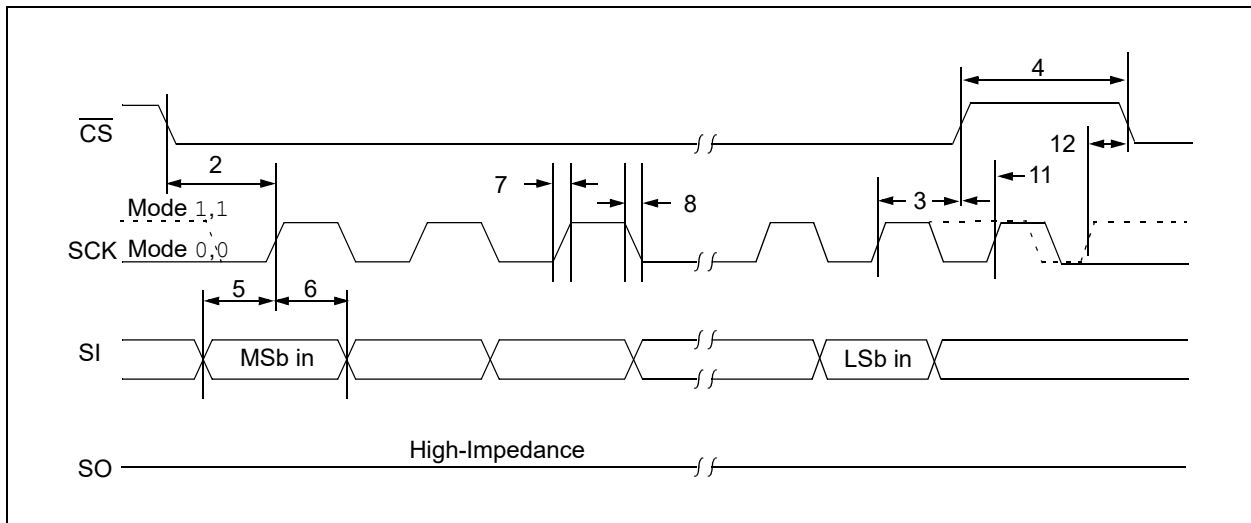 4
CS
12
2
7
8
3
11
Mode 1,1
SCK Mode 0,0
5
6
SI
MSb in
LSb in
High-Impedance
SO